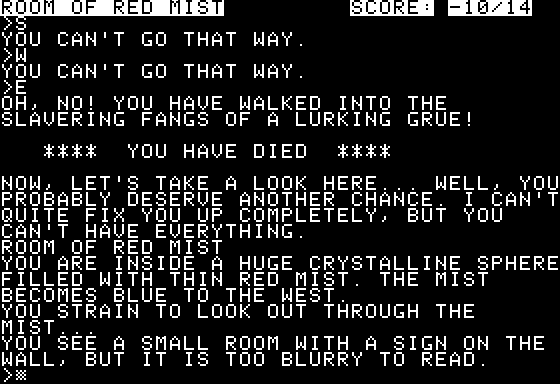 ROOM OF RED MIST SCORE: -10/14
>S
YOU CAN'T GO THAT WAY.
>W
YOU CAN'T GO THAT WAY.
>E
OH, NO! YOU HAVE WALKED INTO THE
SLAVERING FANGS OF A LURKING GRUE!
**** YOU HAVE DIED ****
NOW, LET'S TAKE A LOOK HERE... WELL, YOU
PROBABLY DESERVE ANOTHER CHANCE. I CAN'T
QUITE FIX YOU UP COMPLETELY, BUT YOU
CAN'T HAVE EVERYTHING.
ROOM OF RED MIST
YOU ARE INSIDE A HUGE CRYSTALLINE SPHERE
FILLED WITH THIN RED MIST. THE MIST
BECOMES BLUE TO THE WEST.
YOU STRAIN TO LOOK OUT THROUGH THE
MIST...
YOU SEE A SMALL ROOM WITH A SIGN ON THE
WALL, BUT IT IS TOO BLURRY TO READ.
>